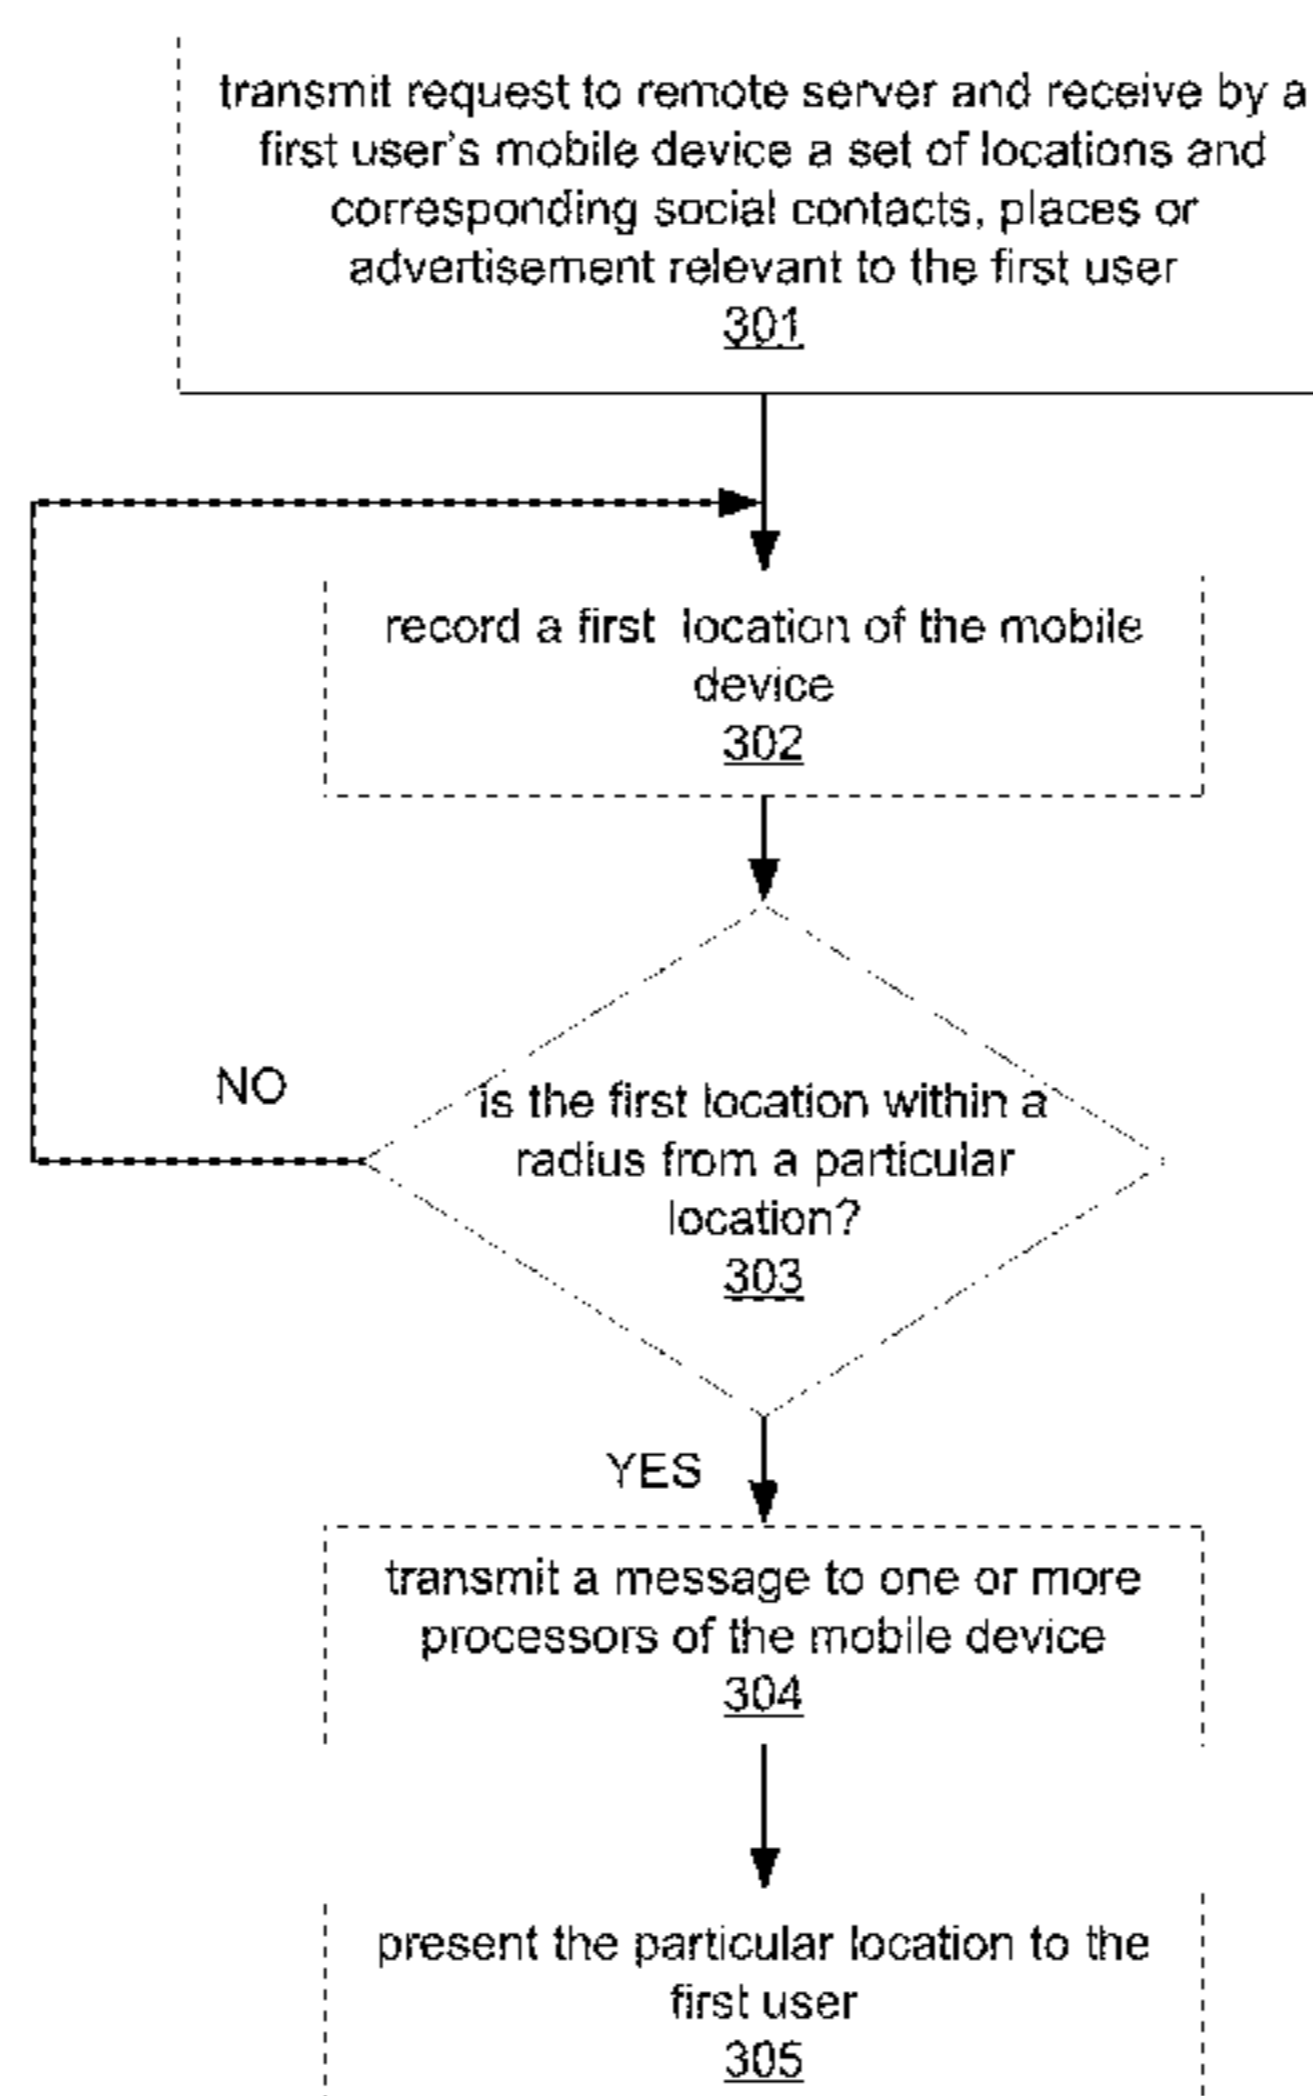 transmit request to remote server and receive by a
first user's mobile device a set of locations and
corresponding social contacts, places or
advertisement relevant to the first user
301
record a first location of the mobile
device
302
NO
is the first location within a
radius from a particular
location?
303
YES
transmit a message to one or more
processors of the mobile device
304
present the particular location to the
first user
305